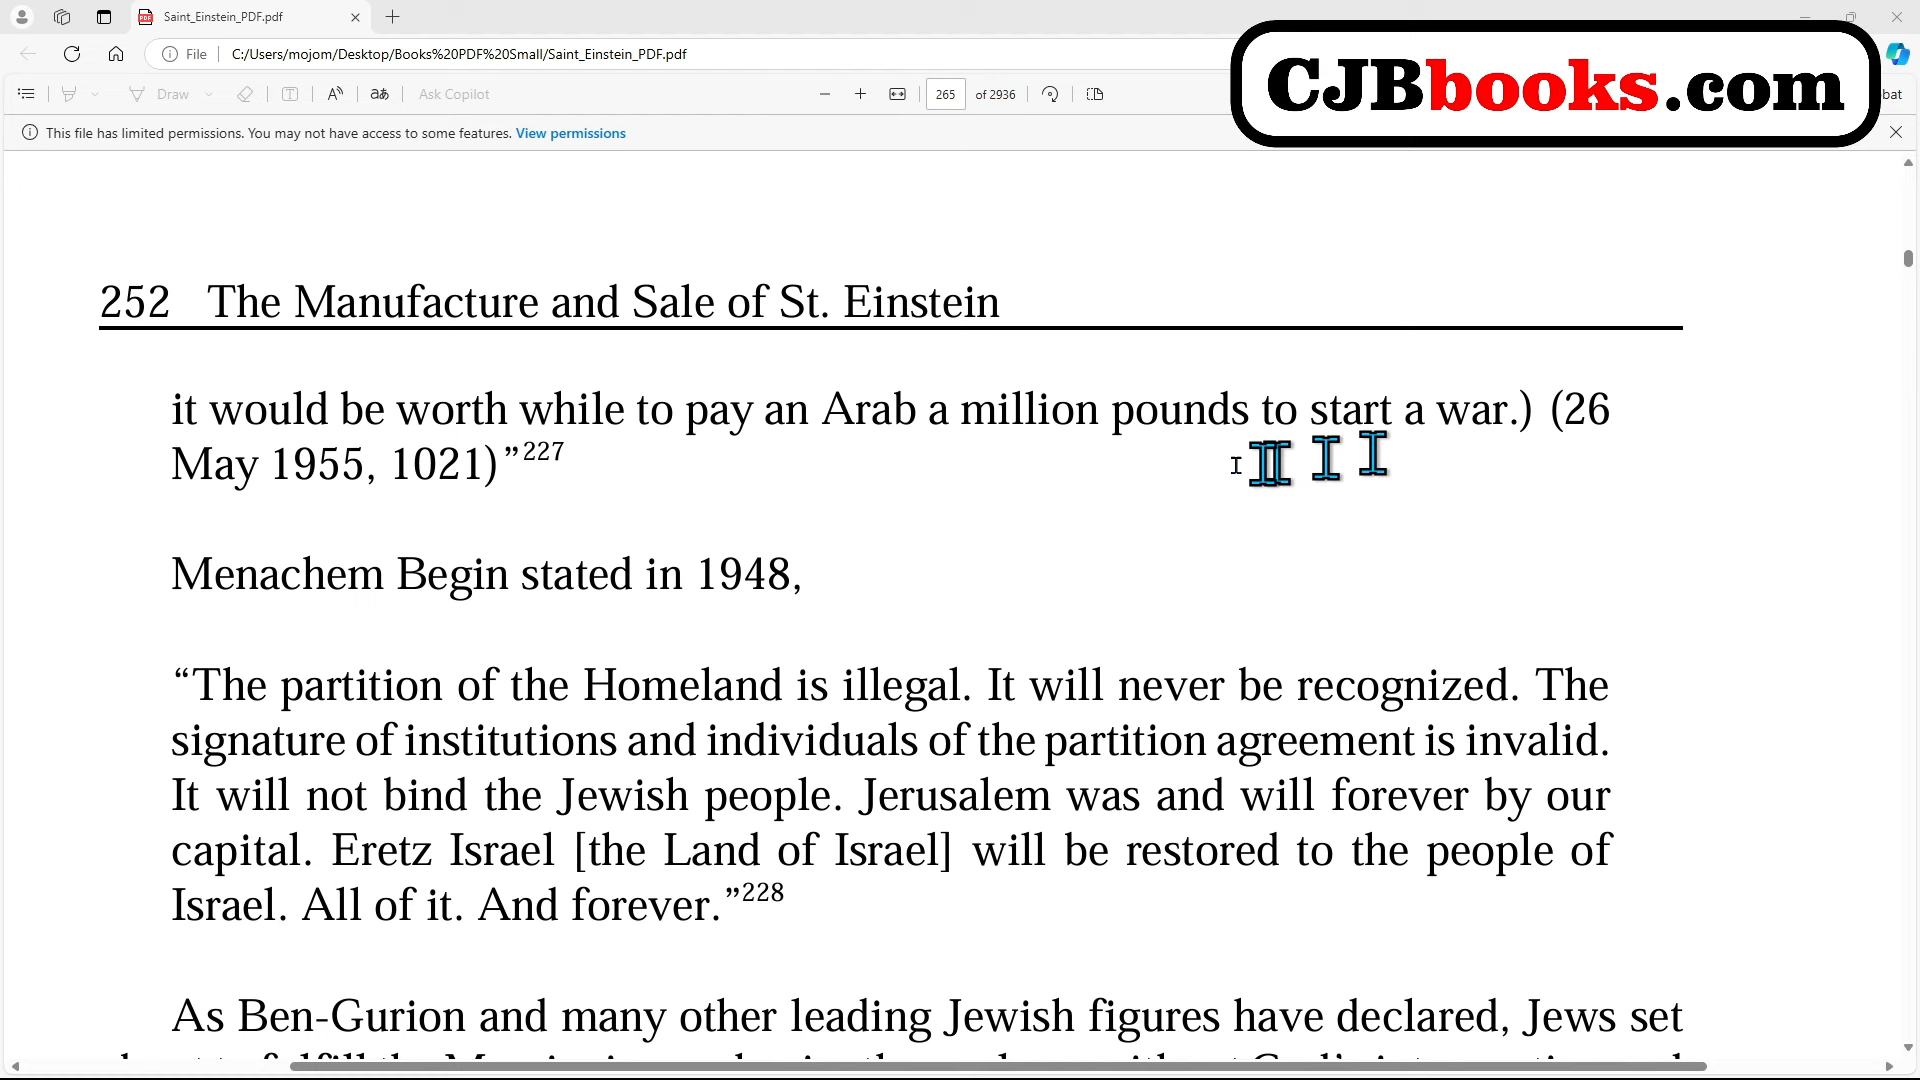 Saint_Einstein_PDF.pdf
File
C:/Users/mojom/Desktop/Books%20PDF%20Small/Saint_Einstein_PDF.pdf
CJBbooks.com
Draw
Ask Copilot
265 of 2936
bat
This file has limited permissions. You may not have access to some features. View permissions
252 The Manufacture and Sale of St. Einstein
it would be worth while to pay an Arab a million pounds to start a war.) (26
May 1955, 1021)”227
Menachem Begin stated in 1948,
“The partition of the Homeland is illegal. It will never be recognized. The
signature of institutions and individuals of the partition agreement is invalid.
It will not bind the Jewish people. Jerusalem was and will forever by our
capital. Eretz Israel [the Land of Israel] will be restored to the people of
Israel. All of it. And forever.”228
As Ben-Gurion and many other leading Jewish figures have declared, Jews set